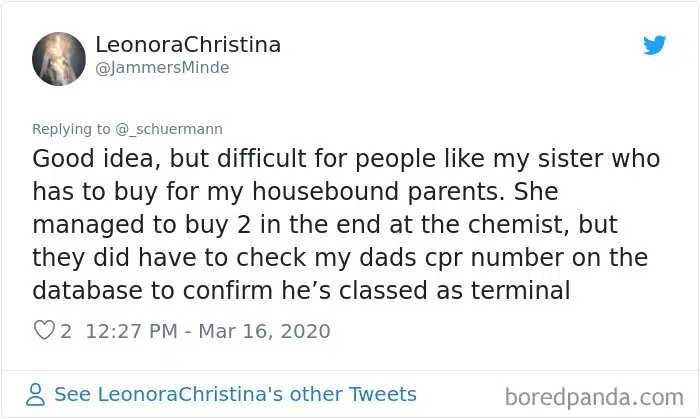 LeonoraChristina
@JammersMinde
Replying to @_schuermann
Good idea, but difficult for people like my sister who
has to buy for my housebound parents. She
managed to buy 2 in the end at the chemist, but
they did have to check my dads cpr number on the
database to confirm he’s classed as terminal
2 12:27 PM - Mar 16, 2020
See LeonoraChristina's other Tweets
boredpanda.com